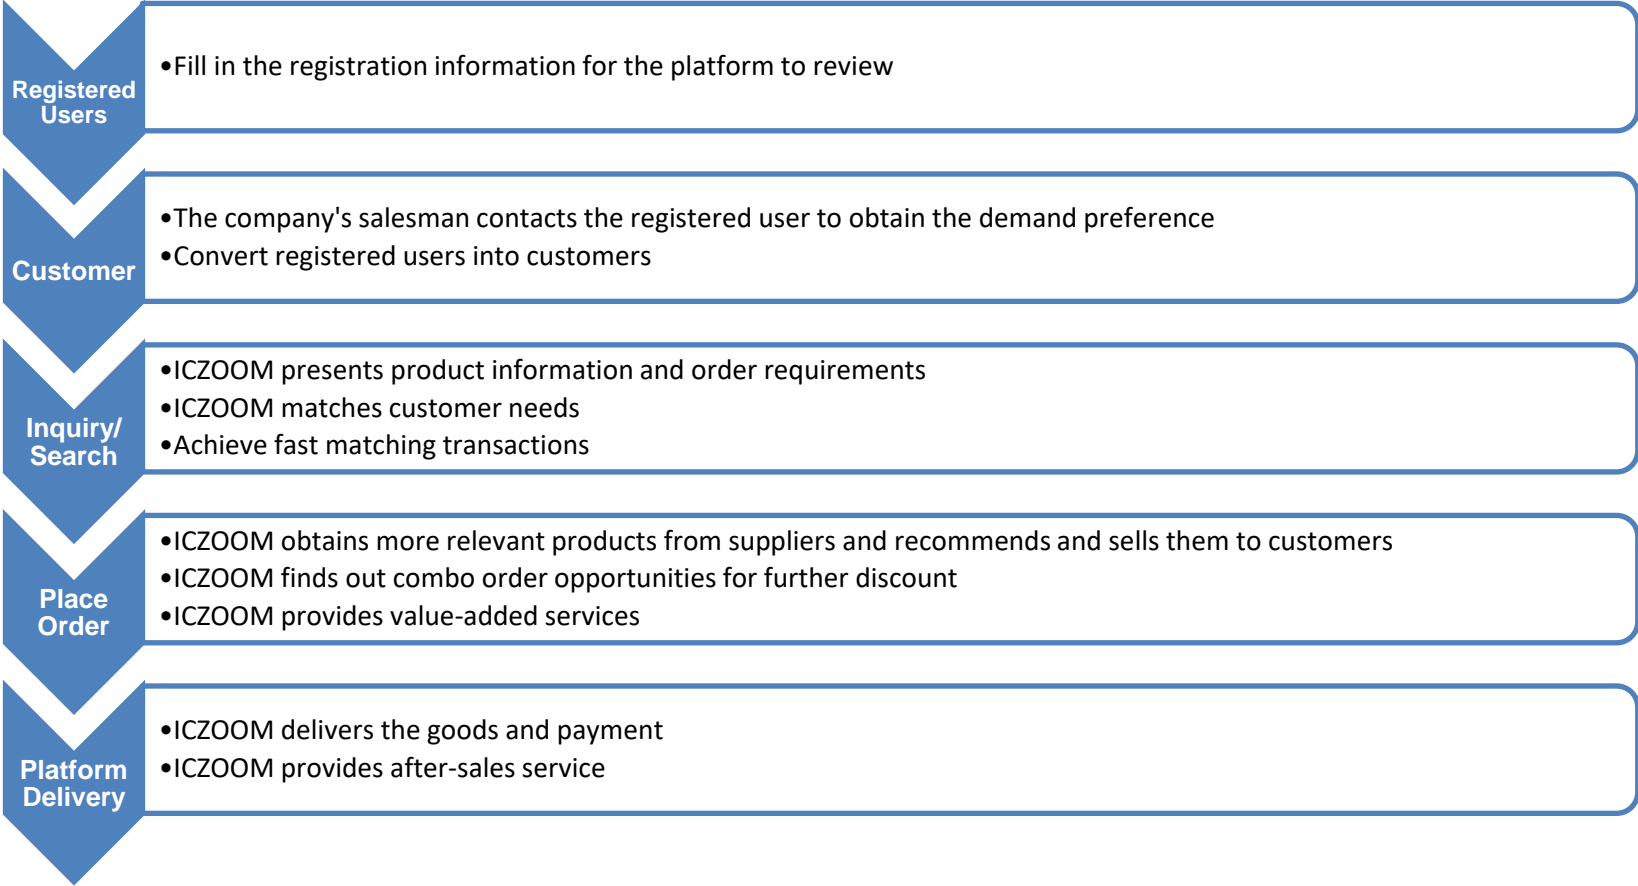 Registered
Users
•Fill in the registration information for the platform to review
Customer
•The company's salesman contacts the registered user to obtain the demand preference
•Convert registered users into customers
Inquiry/
Search
•ICZOOM presents product information and order requirements
•ICZOOM matches customer needs
•Achieve fast matching transactions
Place
Order
•ICZOOM obtains more relevant products from suppliers and recommends and sells them to customers
•ICZOOM finds out combo order opportunities for further discount
•ICZOOM provides value-added services
Platform
Delivery
•ICZOOM delivers the goods and payment
•ICZOOM provides after-sales service